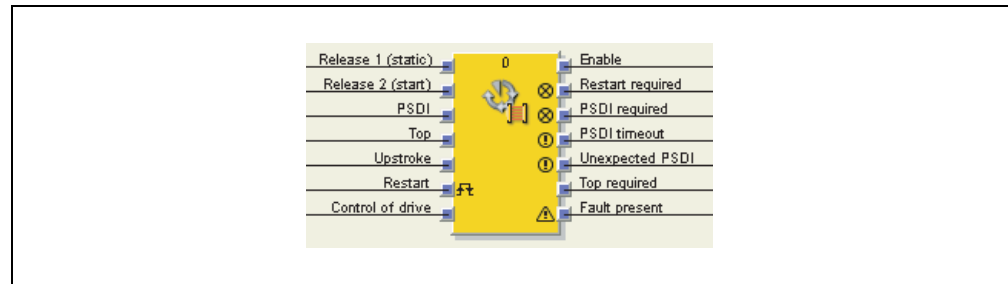 Release 1 (static)
0
Enable
Release 2 (start)
Restart required
PSDI
PSDI required
Top
PSDI timeout
Upstroke
Unexpected PSDI
Restart
Top required
Control of drive
Fault present